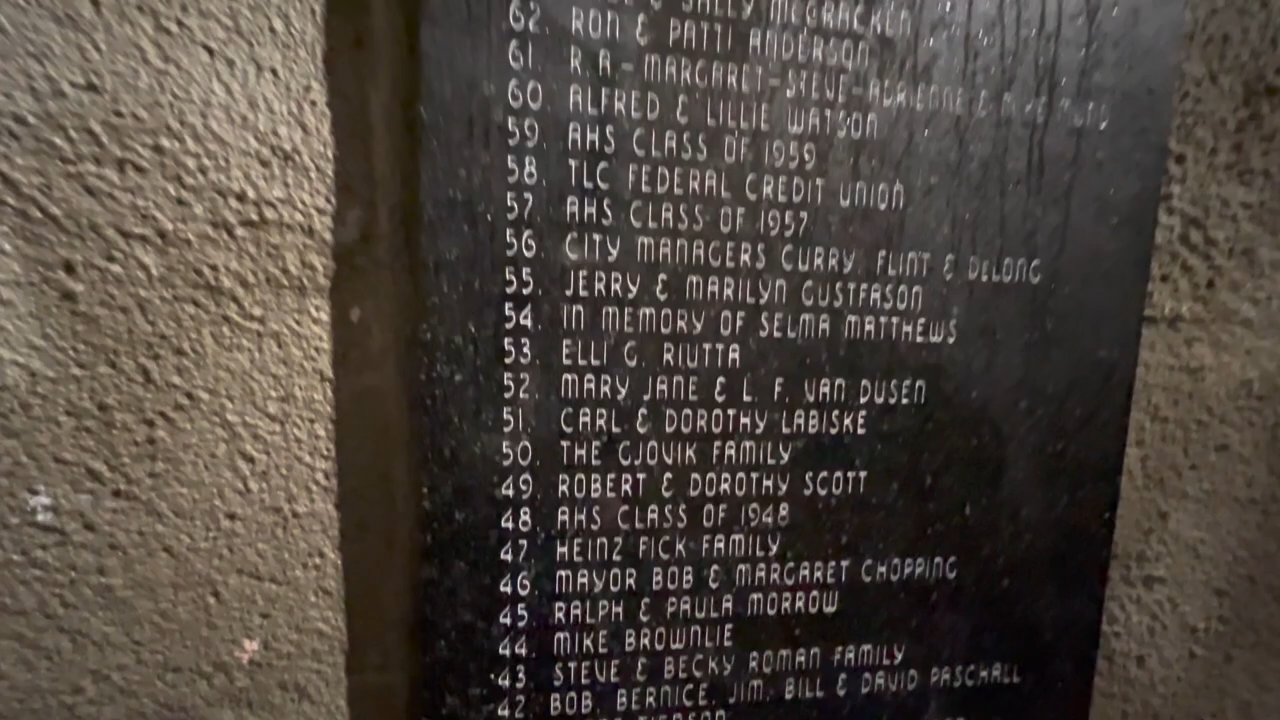 & SALLY MCCRACKEN
62. RON & PATTI ANDERSON
61. R.A.-MARGARET-STEVE-ADRIENNE &
60. ALFRED & LILLIE WATSON
59. AHS CLASS OF 1959
58. TLC FEDERAL CREDIT UNION
57. AHS CLASS OF 1957
56. CITY MANAGERS CURRY, FLINT & DeLONG
55. JERRY & MARILYN GUSTFASON
54. IN MEMORY OF SELMA MATTHEWS
53. ELLI G. RIUTTA
52. MARY JANE & L. F. VAN DUSEN
51. CARL & DOROTHY LABISKE
50. THE GJOVIK FAMILY
49. ROBERT & DOROTHY SCOTT
48. AHS CLASS OF 1948
47. HEINZ FICK FAMILY
46. MAYOR BOB & MARGARET CHOPPING
45. RALPH & PAULA MORROW
44. MIKE BROWNLIE
43. STEVE & BECKY ROMAN FAMILY
42. BOB, BERNICE, JIM, BILL & DAVID PASCHALL